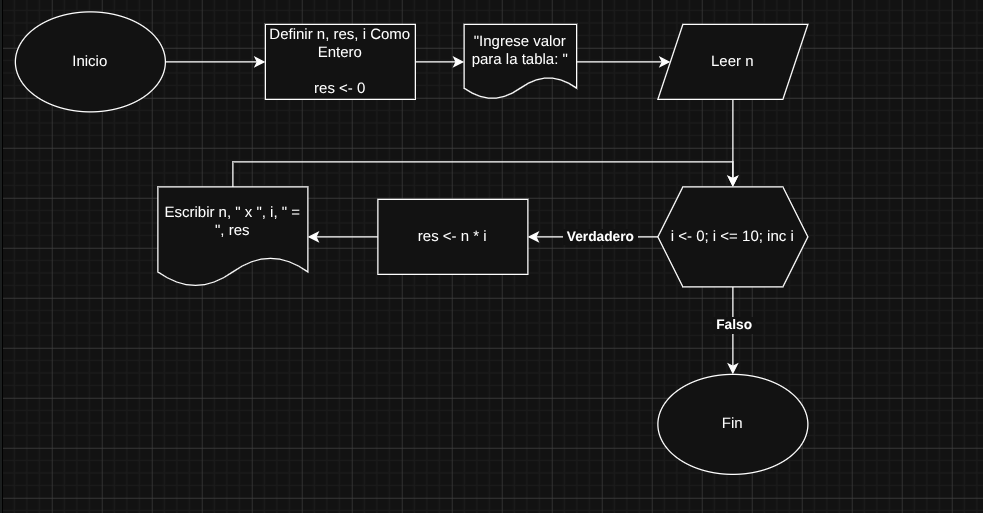 Inicio
Definir n, res, i Como
Entero
res <- 0
"Ingrese valor
para la tabla: "
Leer n
Escribir n, " x ", i, " =
", res
res <- n * i
Verdadero
i <- 0; i <= 10; inc i
Falso
Fin